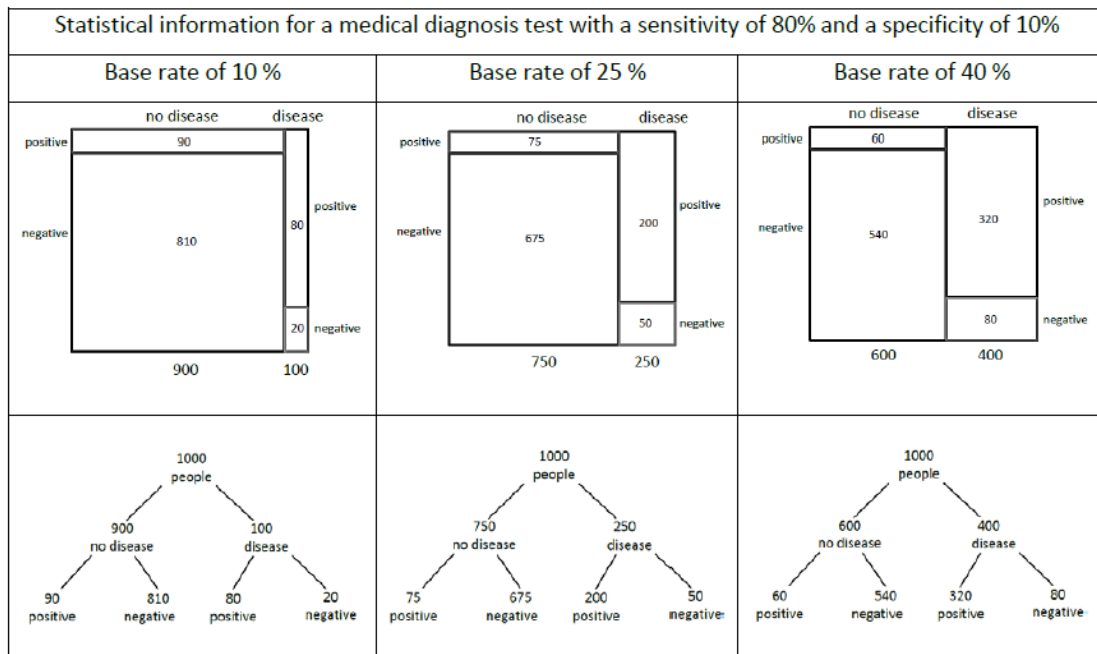 Statistical information for a medical diagnosis test with a sensitivity of 80% and a specificity of 10%
Base rate of 10 %
Base rate of 25 %
Base rate of 40 %
no disease disease
positive 90
80 positive
negative 810
20 negative
900 100
no disease disease
positive 75
200 positive
negative 675
50 negative
750 250
no disease disease
positive 60
320 positive
negative 540
80 negative
600 400
1000
people
900 100
no disease disease
90 810 80 20
positive negative positive negative
1000
people
750 250
no disease disease
75 675 200 50
positive negative positive negative
1000
people
600 400
no disease disease
60 540 320 80
positive negative positive negative